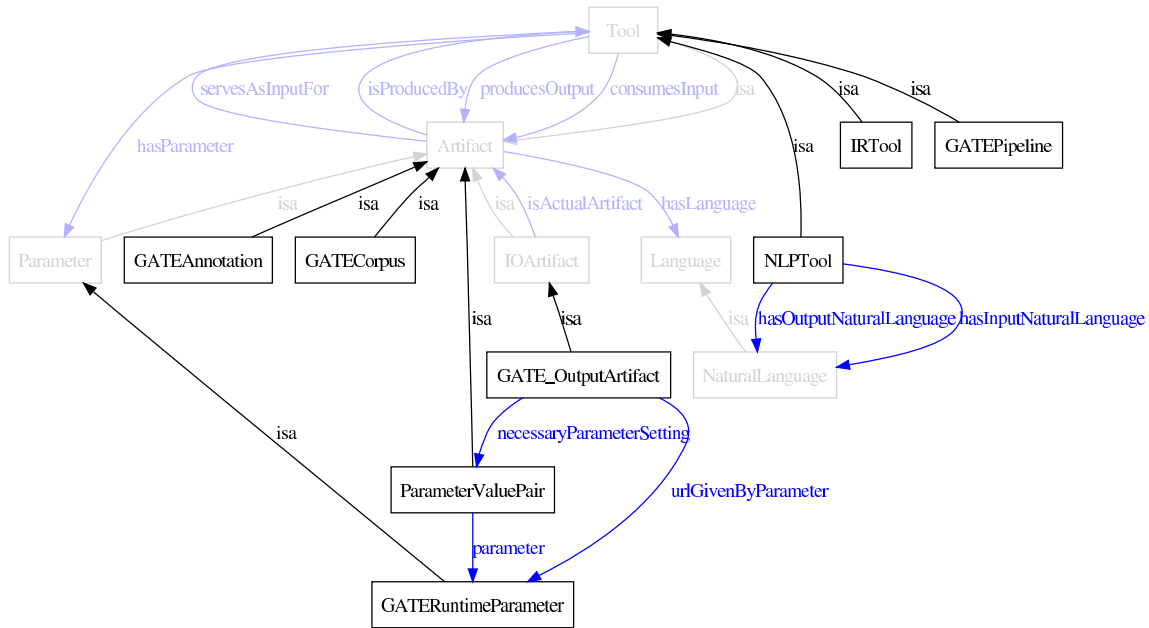 Tool
servesAsInputFor
isProducedBy
producesOutput
consumesInput
isa
isa
isa
hasParameter
Artifact
isa
IRTool
GATEPipeline
isa
isa
isa
isa
isActualArtifact
hasLanguage
Parameter
GATEAnnotation
GATECorpus
IOArtifact
Language
NLPTool
isa
isa
isa
hasOutputNaturalLanguage
hasInputNaturalLanguage
GATE_OutputArtifact
NaturalLanguage
isa
necessaryParameterSetting
ParameterValuePair
urlGivenByParameter
parameter
GATERuntimeParameter